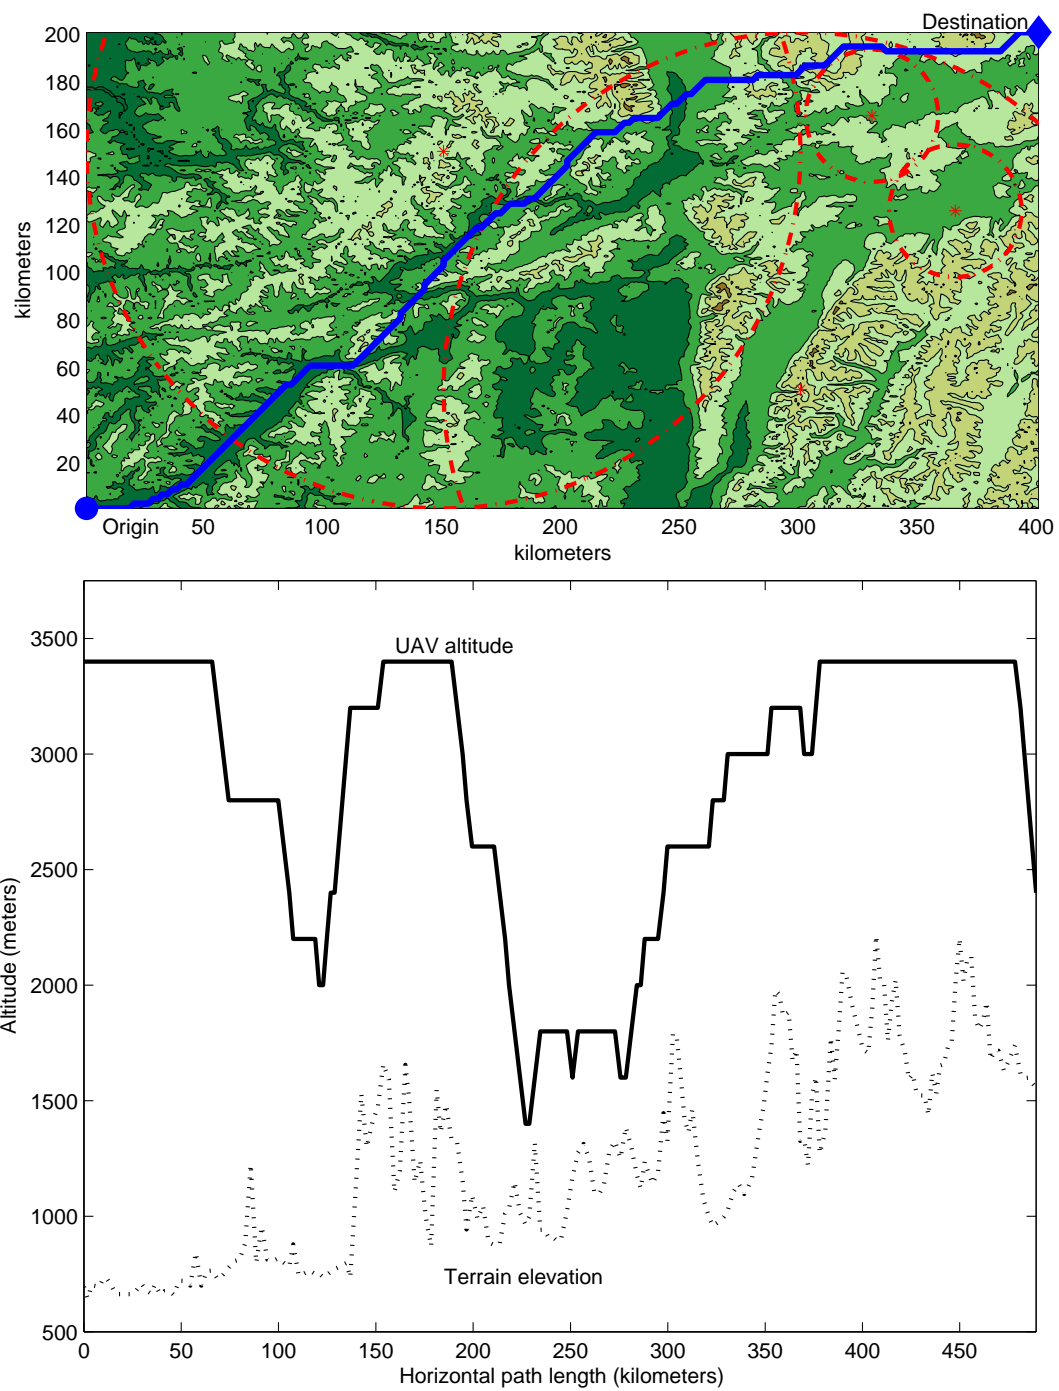 Destination
200
180
160
140
120
100
80
60
40
20
kilometers
Origin 50 100 150 200 250 300 350 400
kilometers
3500
3000
2500
2000
1500
1000
500
Altitude (meters)
UAV altitude
Terrain elevation
0 50 100 150 200 250 300 350 400 450
Horizontal path length (kilometers)